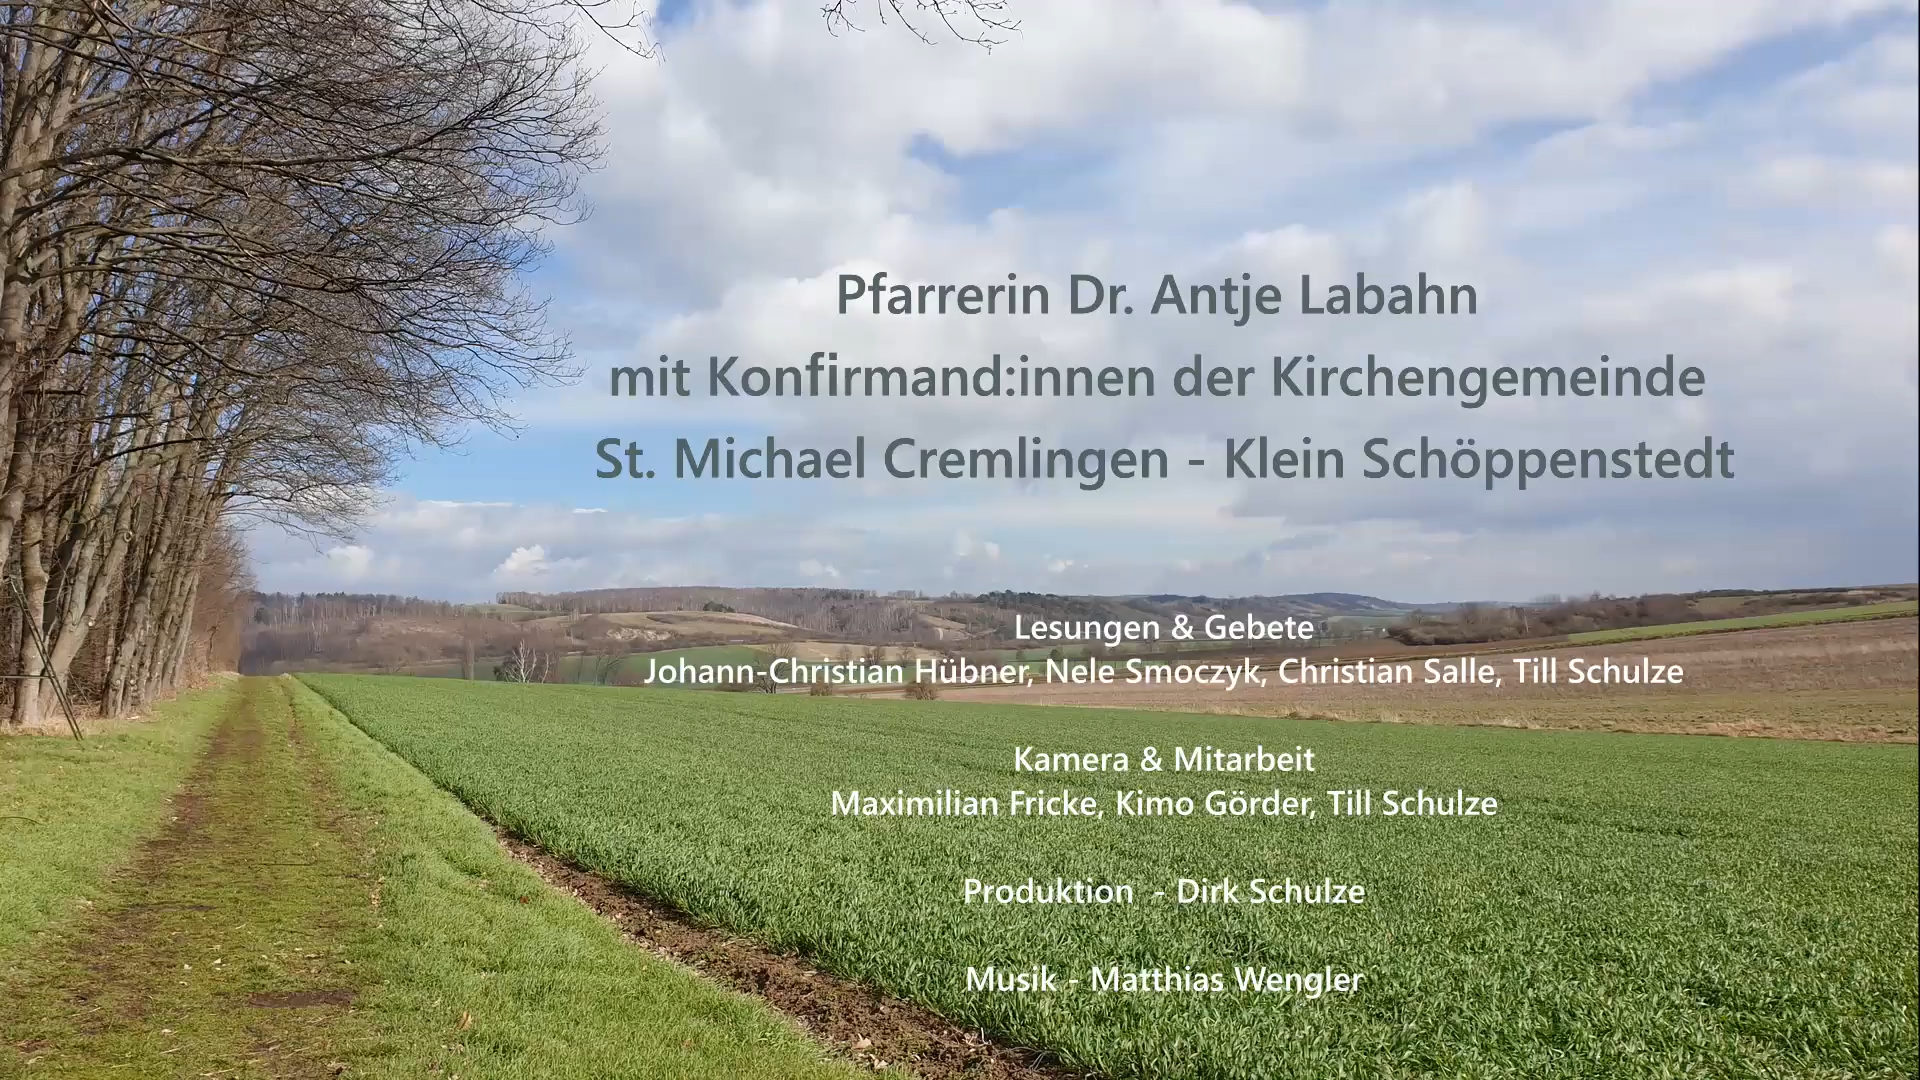 Pfarrerin Dr. Antje Labahn
mit Konfirmand:innen der Kirchengemeinde
St. Michael Cremlingen - Klein Schöppenstedt
Lesungen & Gebete
Johann-Christian Hübner, Nele Smoczyk, Christian Salle, Till Schulze
Kamera & Mitarbeit
Maximilian Fricke, Kimo Görder, Till Schulze
Produktion - Dirk Schulze
Musik - Matthias Wengler